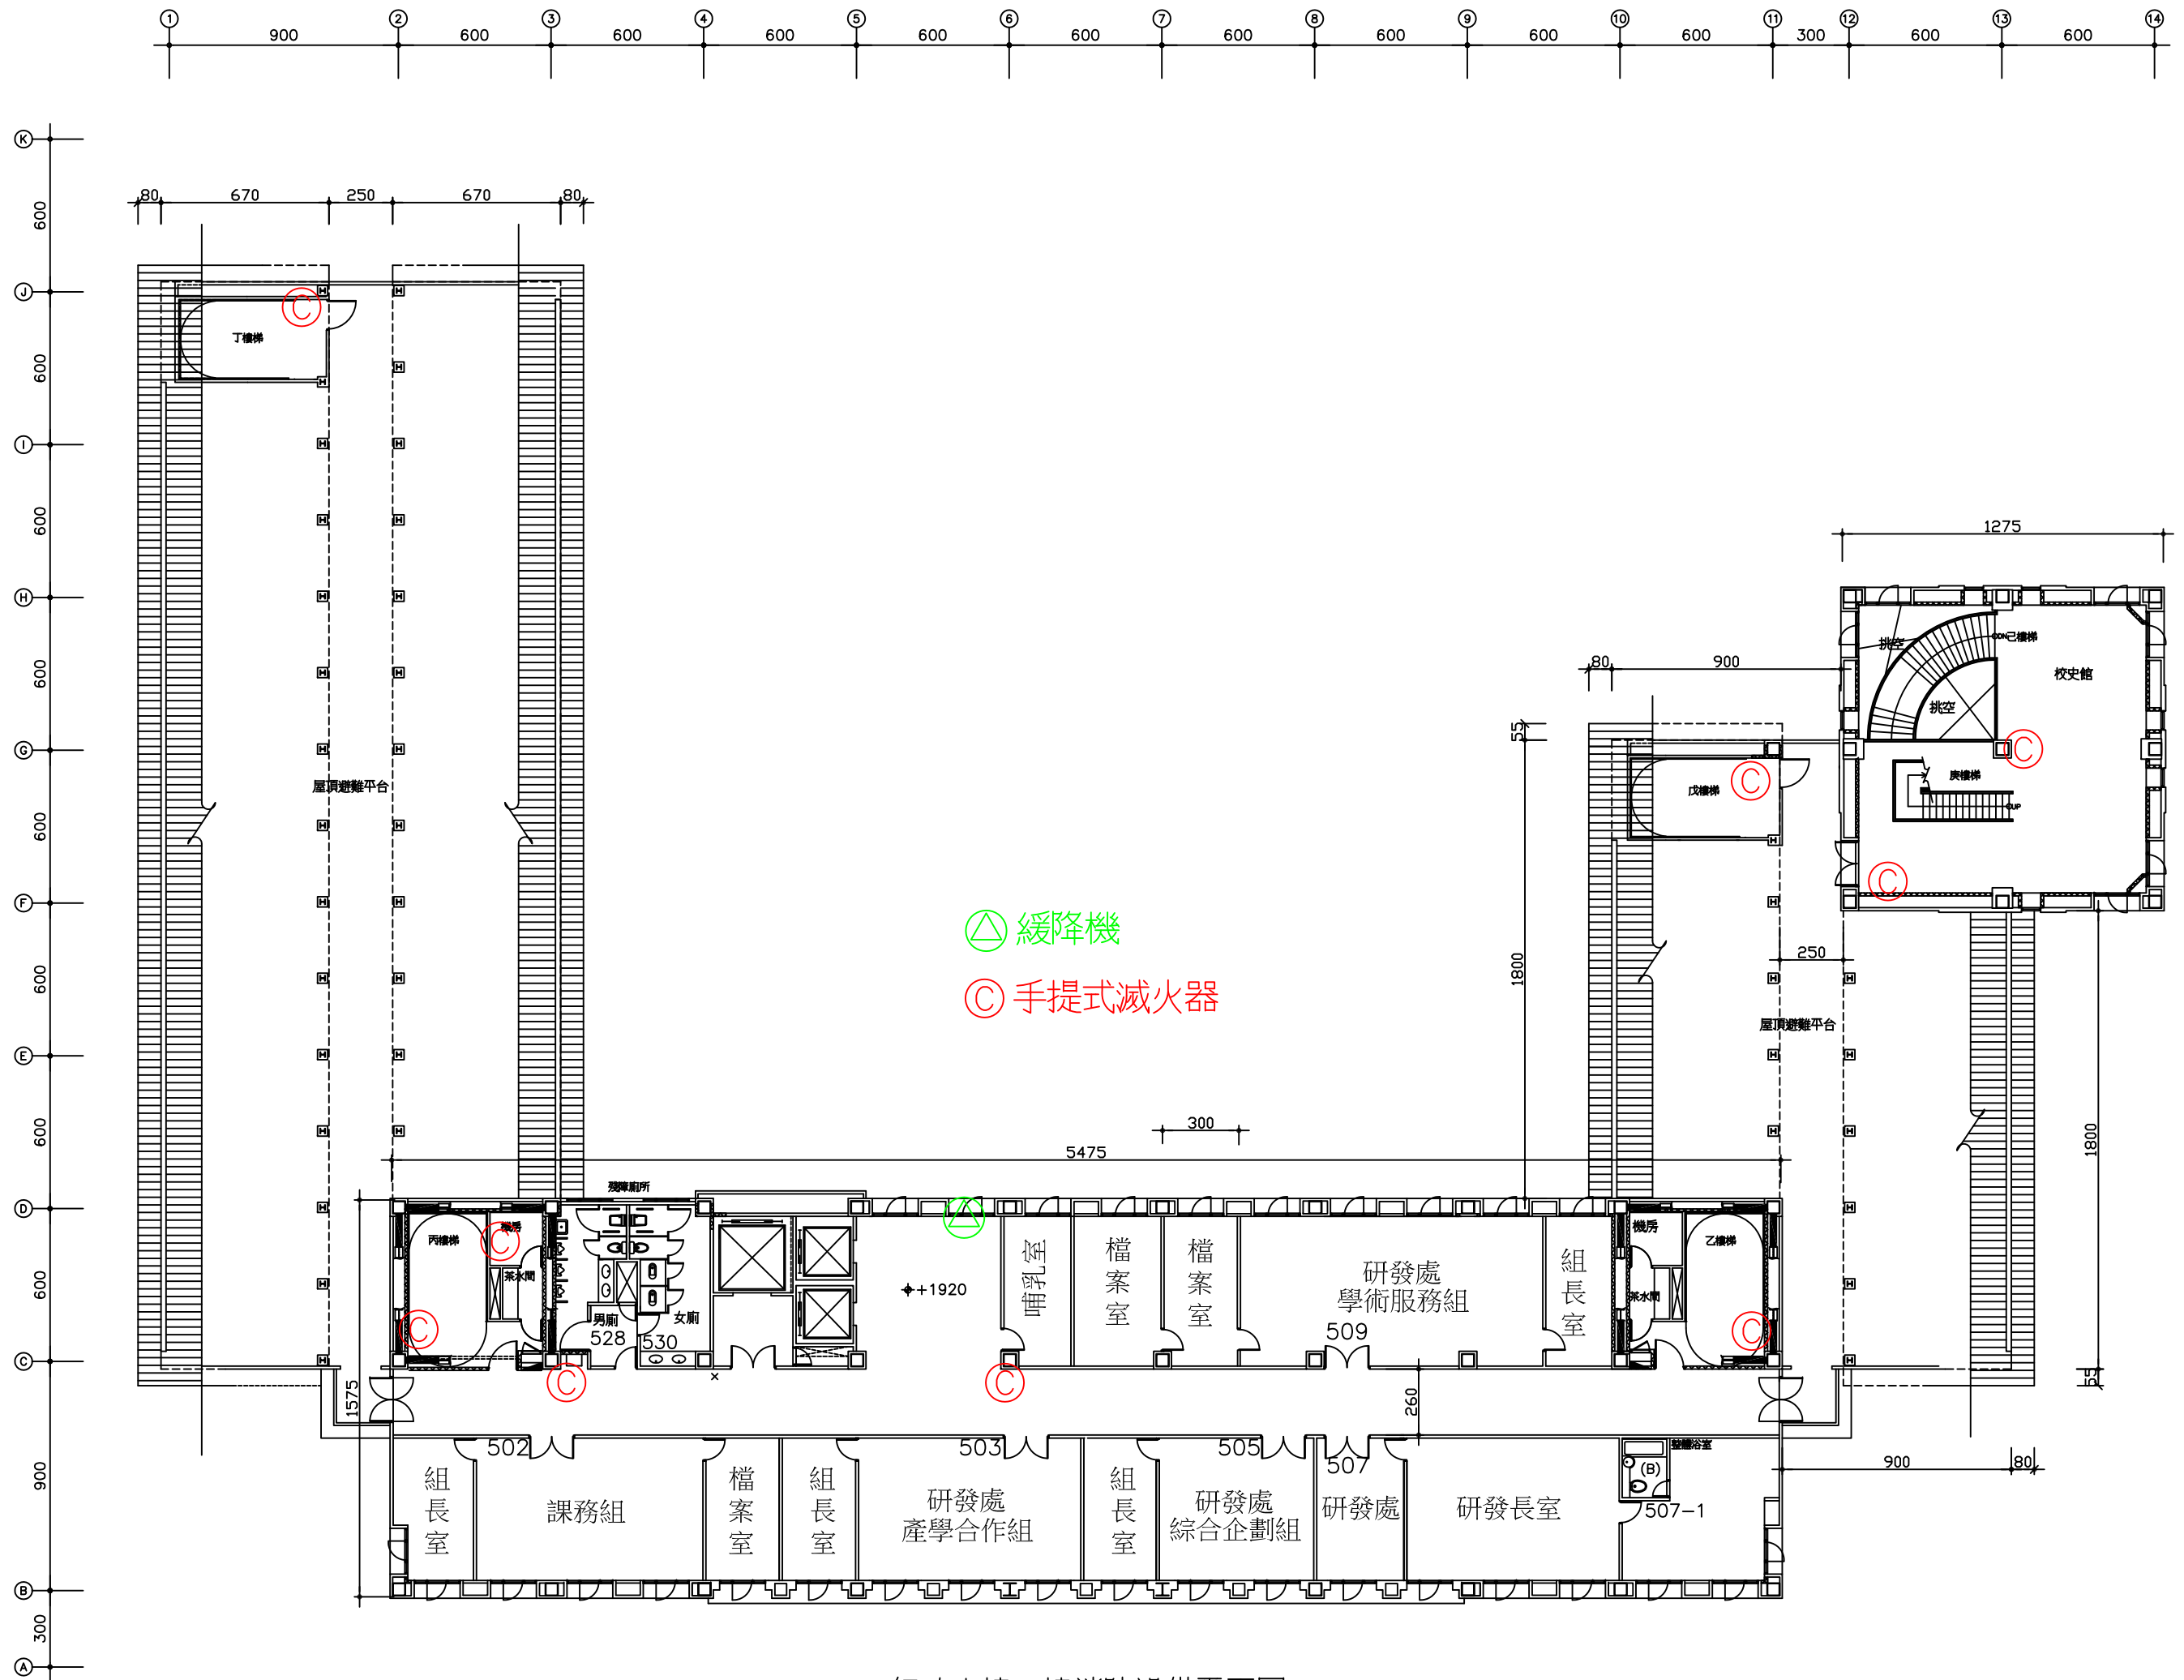 1 2 3 4 5 6 7 8 9 10 11 12 13 14
900 600 600 600 600 600 600 600 600 600 300 600 600
K
600
J
600
I
600
H
600
G
600
F
600
E
600
D
600
C
900
B
300
A
80 670 250 670 80
C
丁樓梯
屋頂避難平台
1275
挑空
DN 己樓梯
校史館
挑空
C
庚樓梯
UP
C
80 900
55
C
戊樓梯
1800
250
屋頂避難平台
1800
55
緩降機
C 手提式滅火器
300
5475
殘障廁所
機房
C
丙樓梯
茶水間
C
男廁
528
女廁
530
+1920
哺乳室
檔案室
檔案室
研發處
學術服務組
509
組長室
機房
乙樓梯
茶水間
C
1575
C
C
260
502
503
505
507
整體浴室
(B)
507-1
900 80
組長室
課務組
檔案室
組長室
研發處
產學合作組
組長室
研發處
綜合企劃組
研發處
研發長室